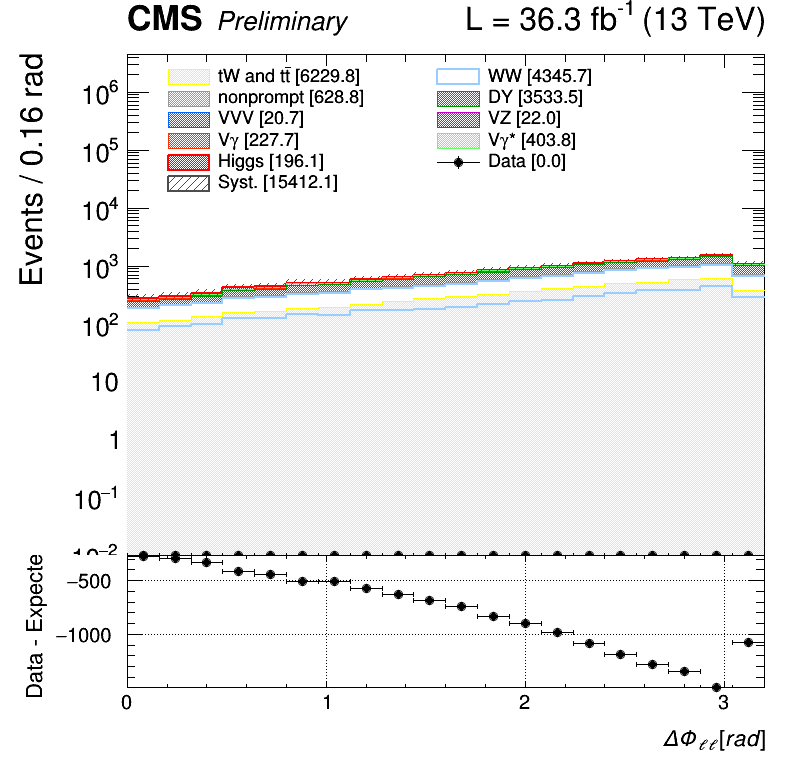 CMS Preliminary L = 36.3 fb⁻¹ (13 TeV)
Events / 0.16 rad
tW and tt̄ [6229.8] WW [4345.7]
nonprompt [628.8] DY [3533.5]
VVV [20.7] VZ [22.0]
Vγ [227.7] Vγ* [403.8]
Higgs [196.1] Data [0.0]
Syst. [15412.1]
10⁶
10⁵
10⁴
10³
10²
10
1
10⁻¹
10⁻²
Data - Expecte
−500
−1000
0 1 2 3
ΔΦℓℓ[rad]